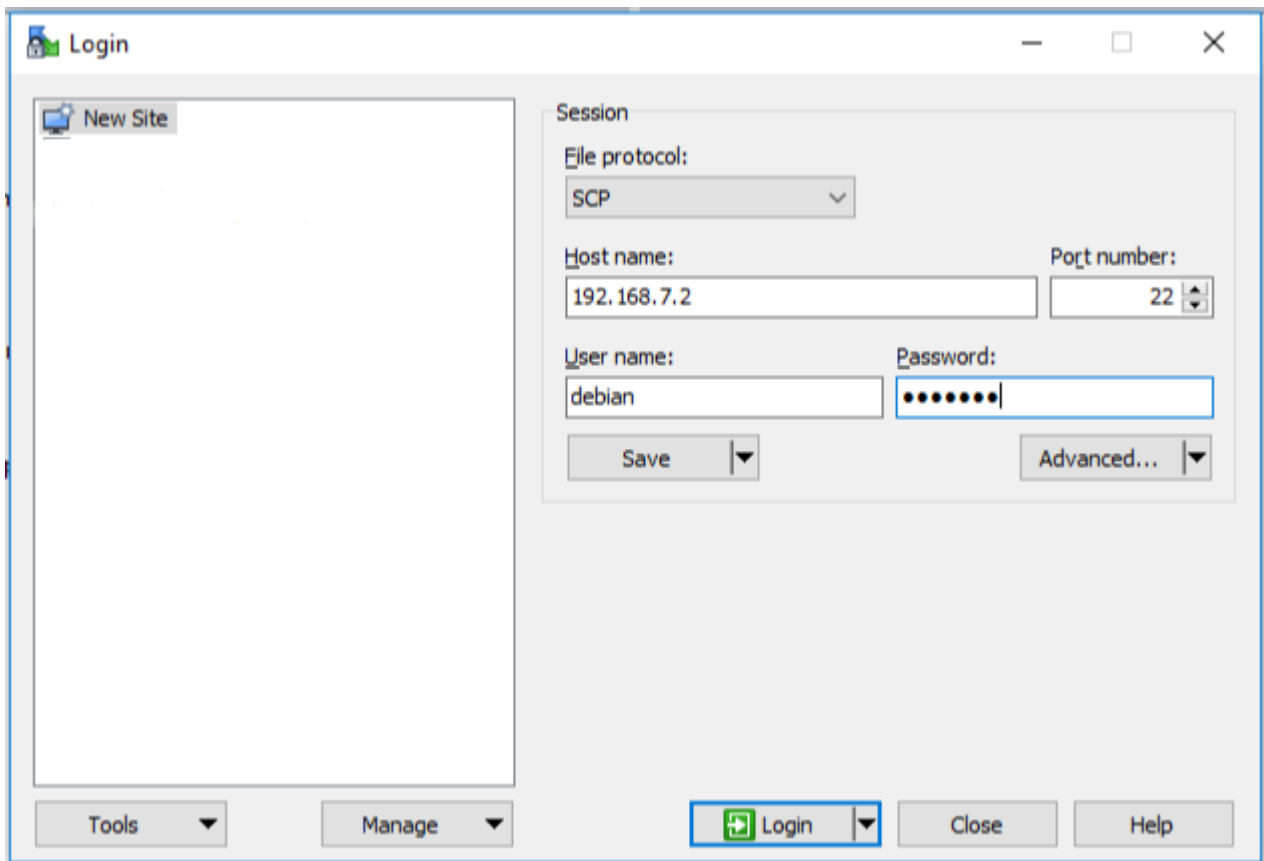 Login
New Site
Session
File protocol:
SCP
Host name:
Port number:
192.168.7.2
22
User name:
Password:
debian
•••••••
Save
Advanced...
Tools
Manage
Login
Close
Help